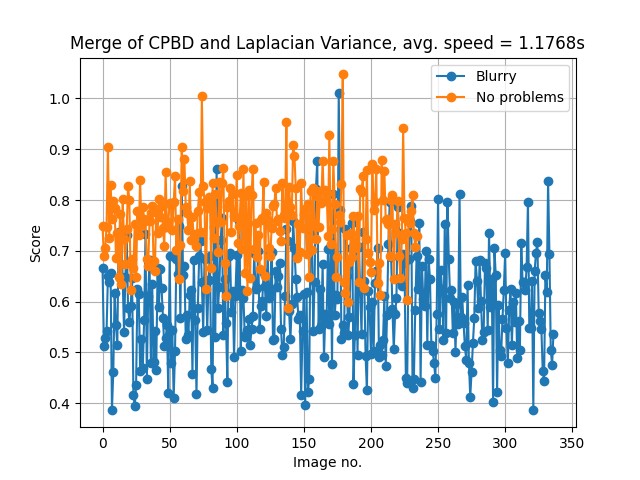 Merge of CPBD and Laplacian Variance, avg. speed = 1.1768s
Blurry
No problems
Score
1.0
0.9
0.8
0.7
0.6
0.5
0.4
0 50 100 150 200 250 300 350
Image no.